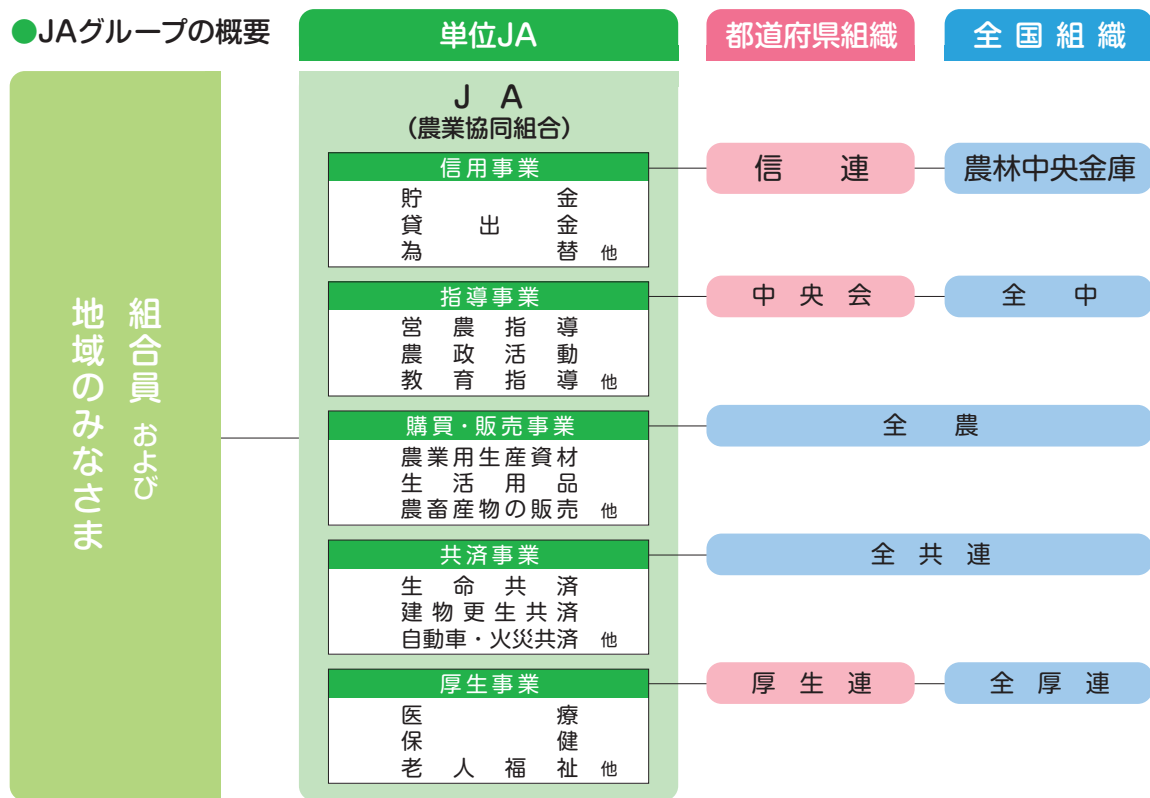 ●JAグループの概要
単位JA
都道府県組織
全国組織
組合員 および
地域のみなさま
JA
(農業協同組合)
信用事業
貯金
貸出金
為替 他
信連
農林中央金庫
指導事業
営農指導
農政活動
教育指導 他
中央会
全中
購買・販売事業
農業用生産資材
生活用品
農畜産物の販売 他
全農
共済事業
生命共済
建物更生共済
自動車・火災共済 他
全共連
厚生事業
医療
保健
老人福祉 他
厚生連
全厚連